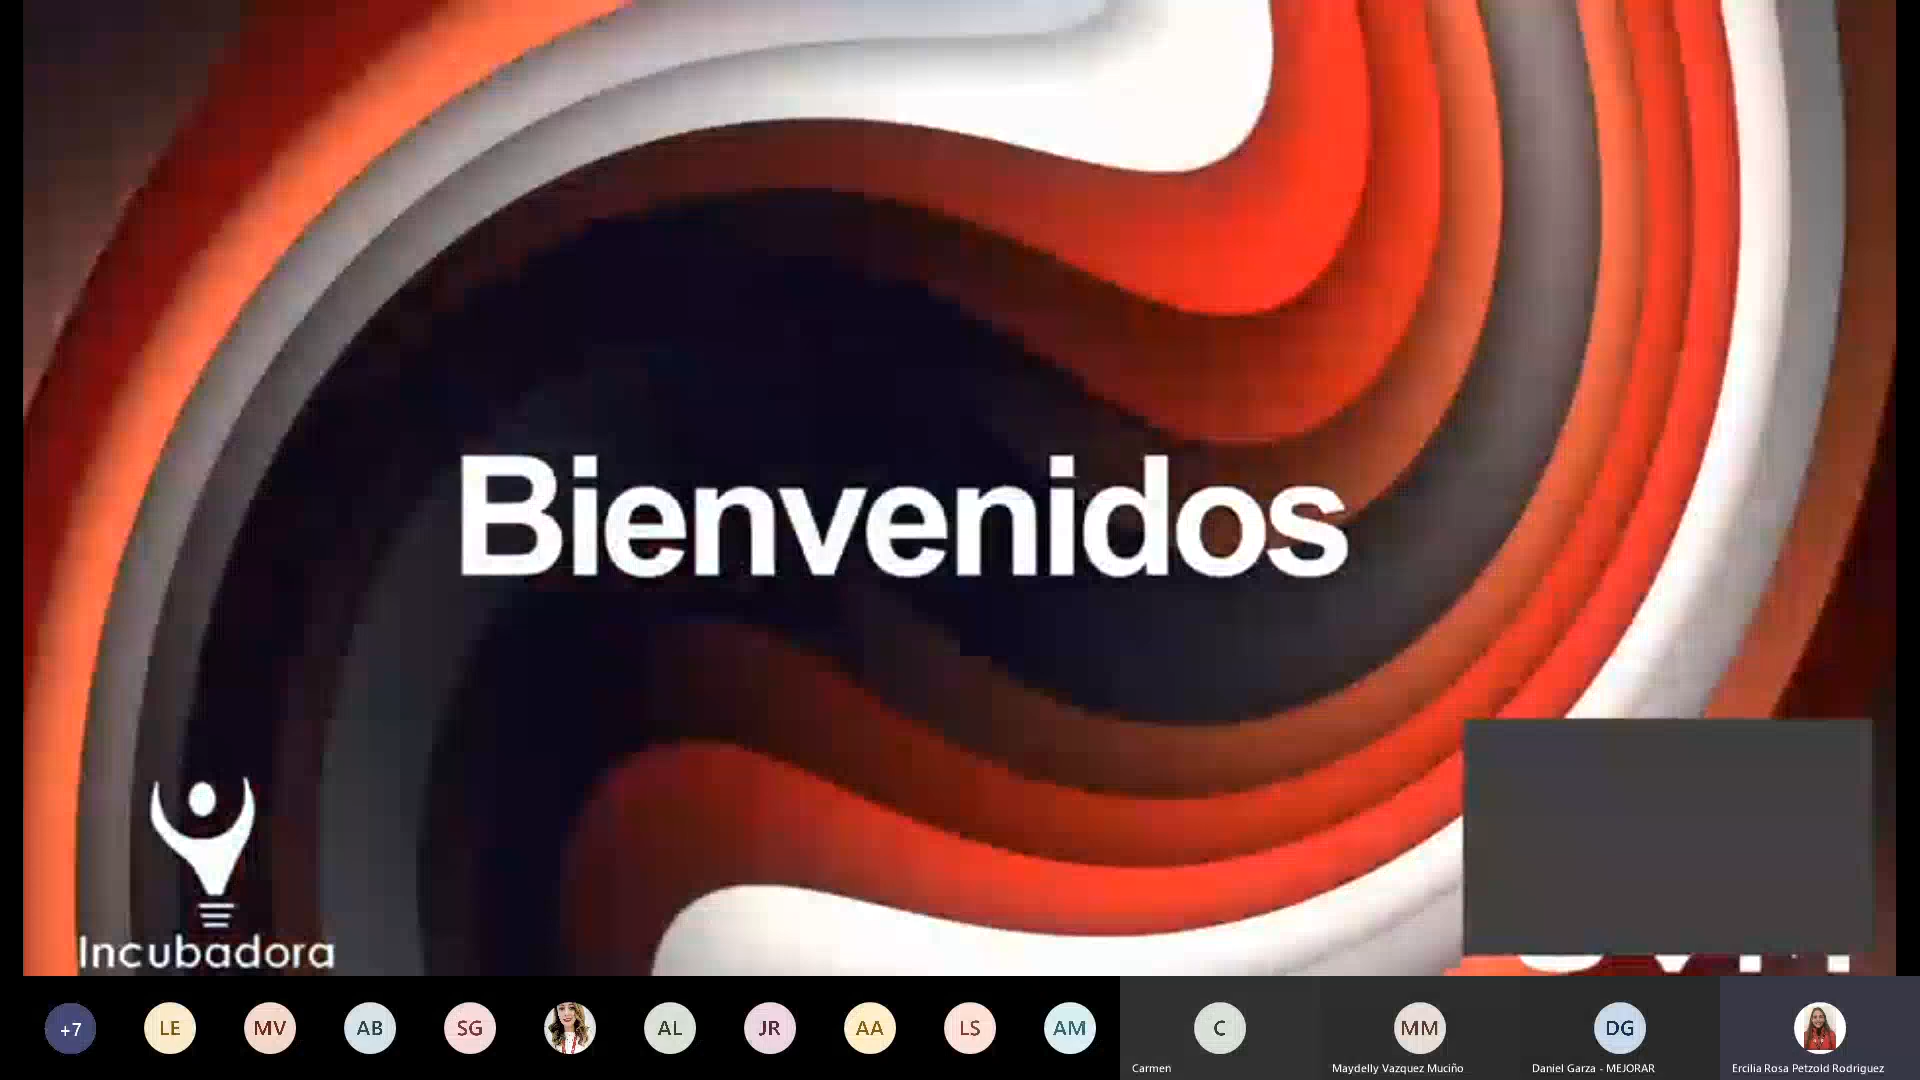 Bienvenidos
Incubadora
+7
LE
MV
AB
SG
AL
JR
AA
LS
AM
C
MM
DG
Carmen
Maydelly Vazquez Muciño
Daniel Garza - MEJORAR
Ercilia Rosa Petzold Rodriguez